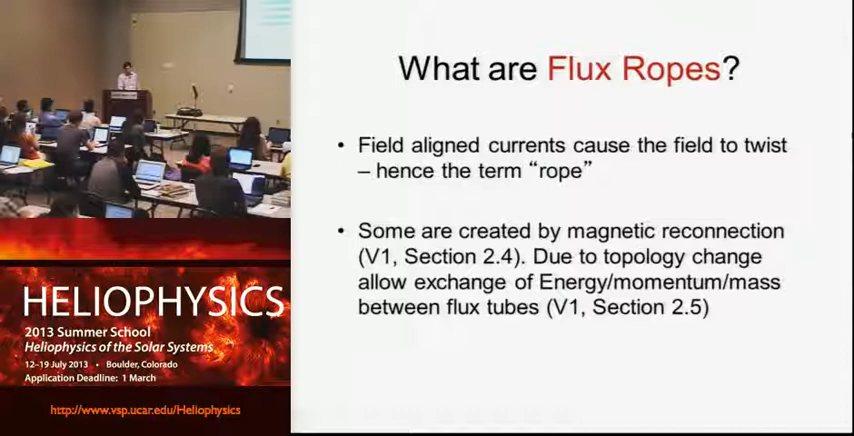 What are Flux Ropes?
• Field aligned currents cause the field to twist
– hence the term “rope”
• Some are created by magnetic reconnection
(V1, Section 2.4). Due to topology change
allow exchange of Energy/momentum/mass
between flux tubes (V1, Section 2.5)
HELIOPHYSICS
2013 Summer School
Heliophysics of the Solar Systems
12–19 July 2013 • Boulder, Colorado
Application Deadline: 1 March
http://www.vsp.ucar.edu/Heliophysics